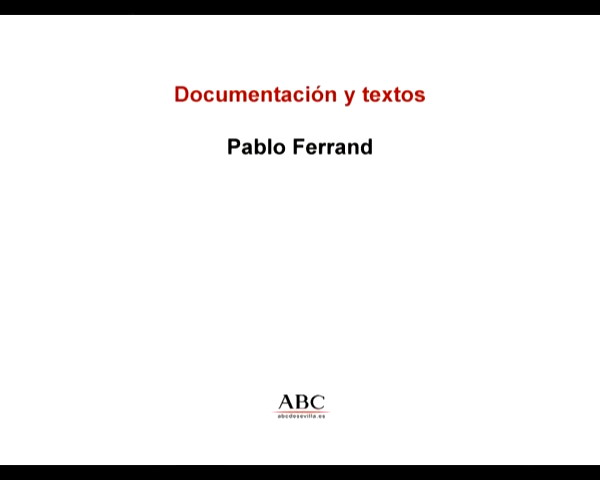 Documentación y textos
Pablo Ferrand
ABC
abcdesevilla.es